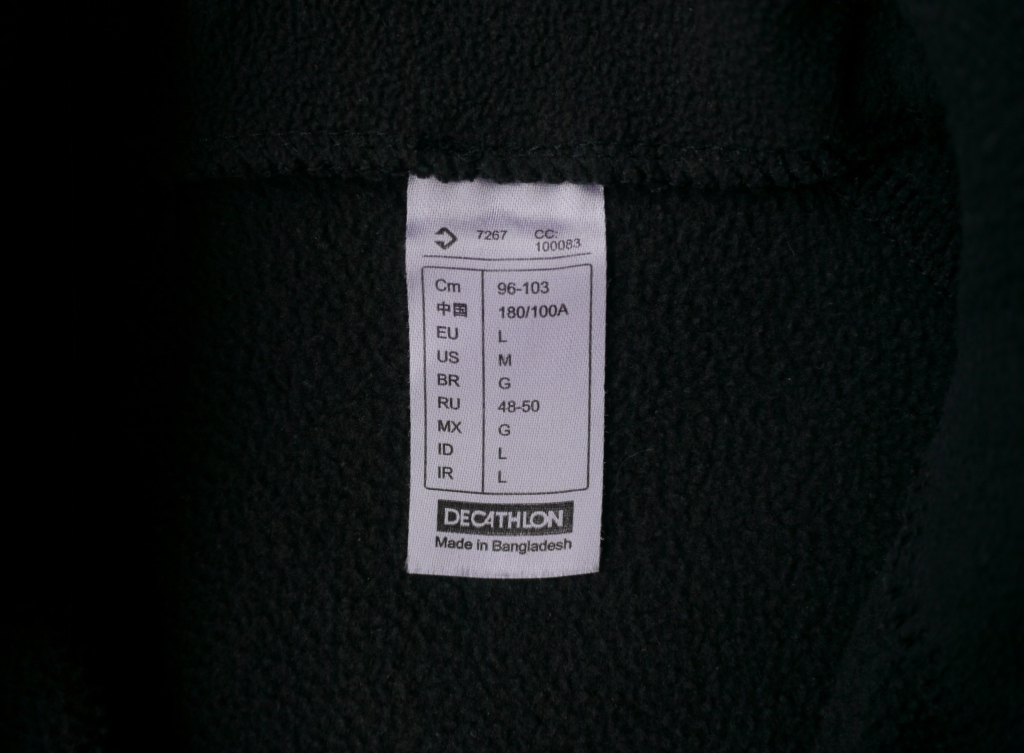 7267 CC:
100083
Cm 96-103
中国 180/100A
EU L
US M
BR G
RU 48-50
MX G
ID L
IR L
DECATHLON
Made in Bangladesh